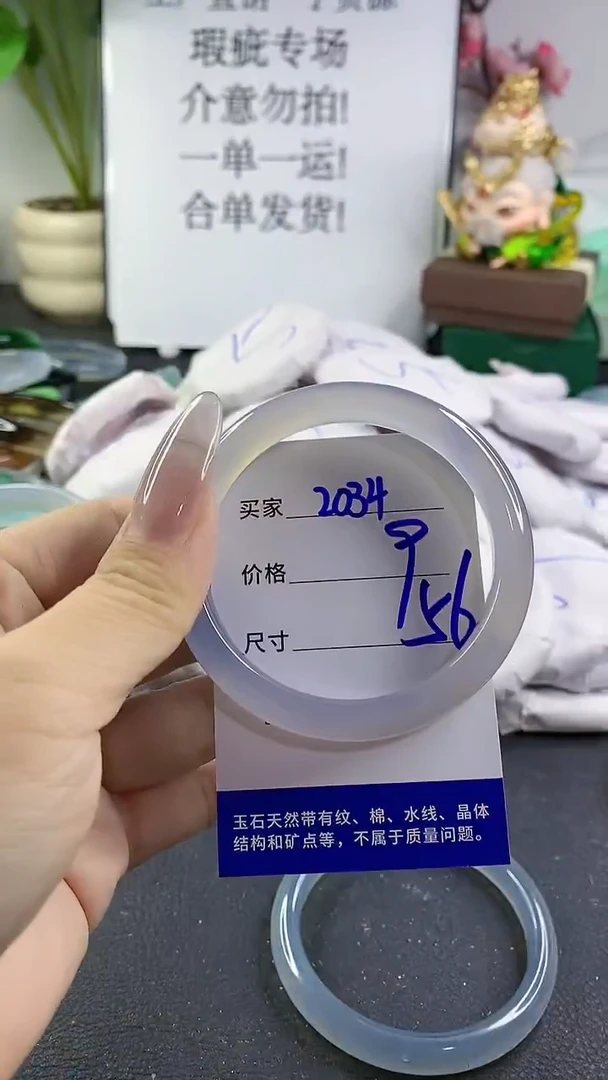 瑕疵专场
介意勿拍!
一单一运!
合单发货!
买家 2034
价格
尺寸 56
玉石天然带有纹、棉、水线、晶体
结构和矿点等，不属于质量问题。